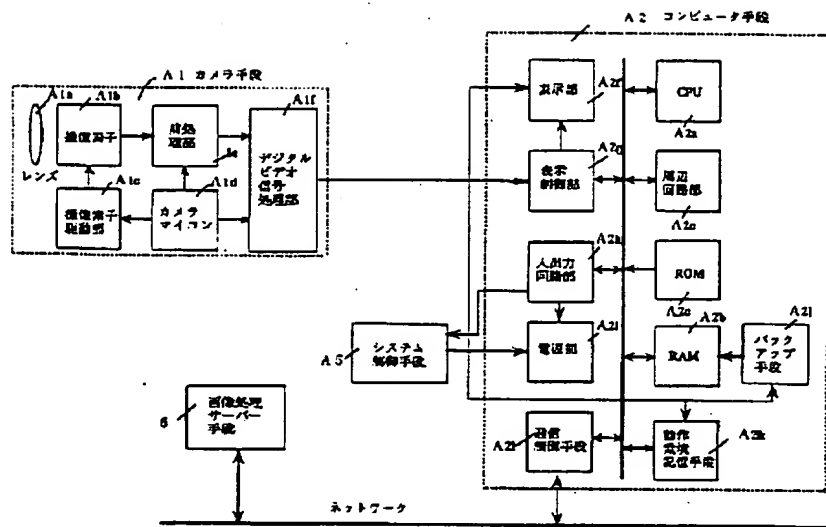 A2 コンピュータ手段
A1 カメラ手段
A1a
A1b
A1f
レンズ
撮像素子
前処
理部
A1c
A1d
デジタル
ビデオ
信号
処理部
撮像素子
駆動部
カメラ
マイコン
表示部
A2f
CPU
A2a
表示
制御部
A2g
周辺
回路部
入出力
回路部
A2h
ROM
A2b
RAM
バック
アップ
手段
電源部
A2i
A5
システム
制御手段
通信
制御手段
動作
環境
記憶手段
A2k
6
画像処理
サーバー
手段
ネットワーク